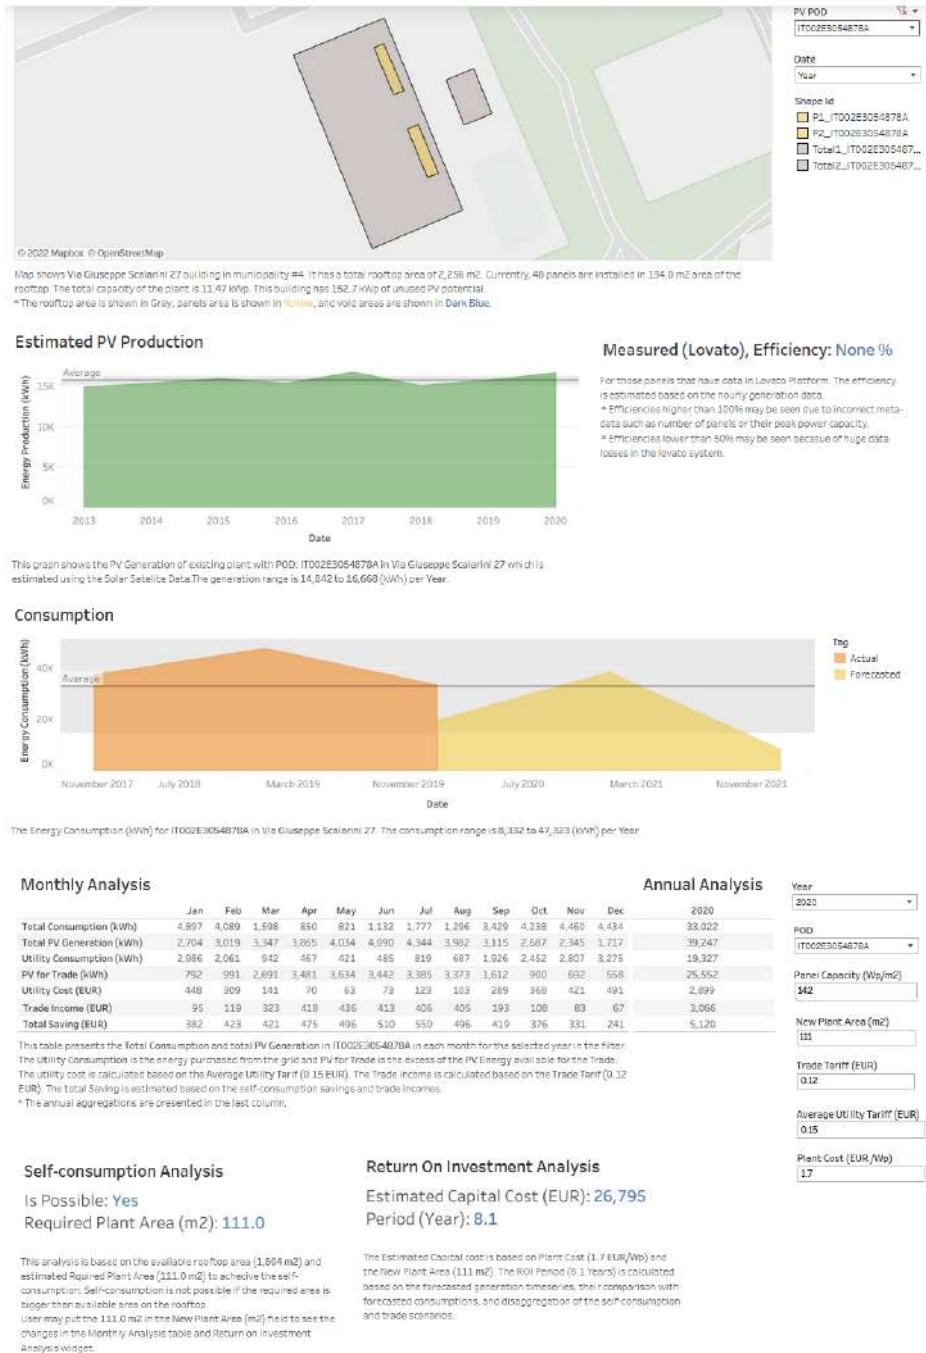 PV POD
IT002E3054878A
Date
Year
Shape Id
P1_IT002E3054878A
P2_IT002E3054878A
Total1_IT002E305487...
Total2_IT002E305487...
© 2022 Mapbox © OpenStreetMap
Map shows Via Giuseppe Scalarini 27 building in municipality #4. It has a total rooftop area of 2,256 m2. Currently, 48 panels are installed in 134.0 m2 area of the
rooftop. The total capacity of the plant is 11.47 kWp. This building has 152.7 kWp of unused PV potential.
* The rooftop area is shown in Gray, panels area is shown in Yellow, and void areas are shown in Dark Blue.
Estimated PV Production
Measured (Lovato), Efficiency: None %
Average
Energy Production (kWh)
15K
10K
5K
0K
2013 2014 2015 2016 2017 2018 2019 2020
Date
For those panels that have data in Lovato Platform. The efficiency
is estimated based on the hourly generation data.
* Efficiencies higher than 100% may be seen due to incorrect meta-
data such as number of panels or their peak power capacity.
* Efficiencies lower than 50% may be seen becasue of huge data
losses in the lovato system.
This graph shows the PV Generation of existing plant with POD: IT002E3054878A in Via Giuseppe Scalarini 27 which is
estimated using the Solar Satelite Data.The generation range is 14,842 to 16,668 (kWh) per Year.
Consumption
Energy Consumption (kWh)
40K
Average
20K
0K
November 2017 July 2018 March 2019 November 2019 July 2020 March 2021 November 2021
Date
Tag
Actual
Forecasted
The Energy Consumption (kWh) for IT002E3054878A in Via Giuseppe Scalarini 27. The consumption range is 8,332 to 47,323 (kWh) per Year
Monthly Analysis Annual Analysis
Jan Feb Mar Apr May Jun Jul Aug Sep Oct Nov Dec 2020
Total Consumption (kWh) 4,897 4,089 1,598 850 821 1,132 1,777 1,296 3,429 4,238 4,460 4,434 33,022
Total PV Generation (kWh) 2,704 3,019 3,347 3,865 4,034 4,090 4,344 3,982 3,115 2,687 2,345 1,717 39,247
Utility Consumption (kWh) 2,986 2,061 942 467 421 485 819 687 1,926 2,452 2,807 3,275 19,327
PV for Trade (kWh) 792 991 2,691 3,481 3,634 3,442 3,385 3,373 1,612 900 692 558 25,552
Utility Cost (EUR) 448 309 141 70 63 73 123 103 289 368 421 491 2,899
Trade Income (EUR) 95 119 323 418 436 413 406 405 193 108 83 67 3,066
Total Saving (EUR) 382 423 421 475 496 510 550 496 419 376 331 241 5,120
This table presents the Total Consumption and total PV Generation in IT002E3054878A in each month for the selected year in the filter.
The Utility Consumption is the energy purchased from the grid and PV for Trade is the excess of the PV Energy available for the Trade.
The utility cost is calculated based on the Average Utility Tarif (0.15 EUR). The Trade income is calculated based on the Trade Tarif (0.12
EUR). The total Saving is estimated based on the self-consumption savings and trade incomes.
* The annual aggregations are presented in the last column.
Year
2020
POD
IT002E3054878A
Panel Capacity (Wp/m2)
142
New Plant Area (m2)
111
Trade Tariff (EUR)
0.12
Average Utility Tariff (EUR)
0.15
Plant Cost (EUR/Wp)
1.7
Self-consumption Analysis
Is Possible: Yes
Required Plant Area (m2): 111.0
This analysis is based on the available rooftop area (1,804 m2) and
estimated Rquired Plant Area (111.0 m2) to achecive the self-
consumption. Self-consumption is not possible if the required area is
bigger than available area on the rooftop.
User may put the 111.0 m2 in the New Plant Area (m2) field to see the
changes in the Monthly Analysis table and Return on Investment
Analysis widget.
Return On Investment Analysis
Estimated Capital Cost (EUR): 26,795
Period (Year): 8.1
The Estimated Capital cost is based on Plant Cost (1.7 EUR/Wp) and
the New Plant Area (111 m2). The ROI Period (8.1 Years) is calculated
based on the forecasted generation timeseries, their comparison with
forecasted consumptions, and disaggregation of the self-consumption
and trade scenarios.